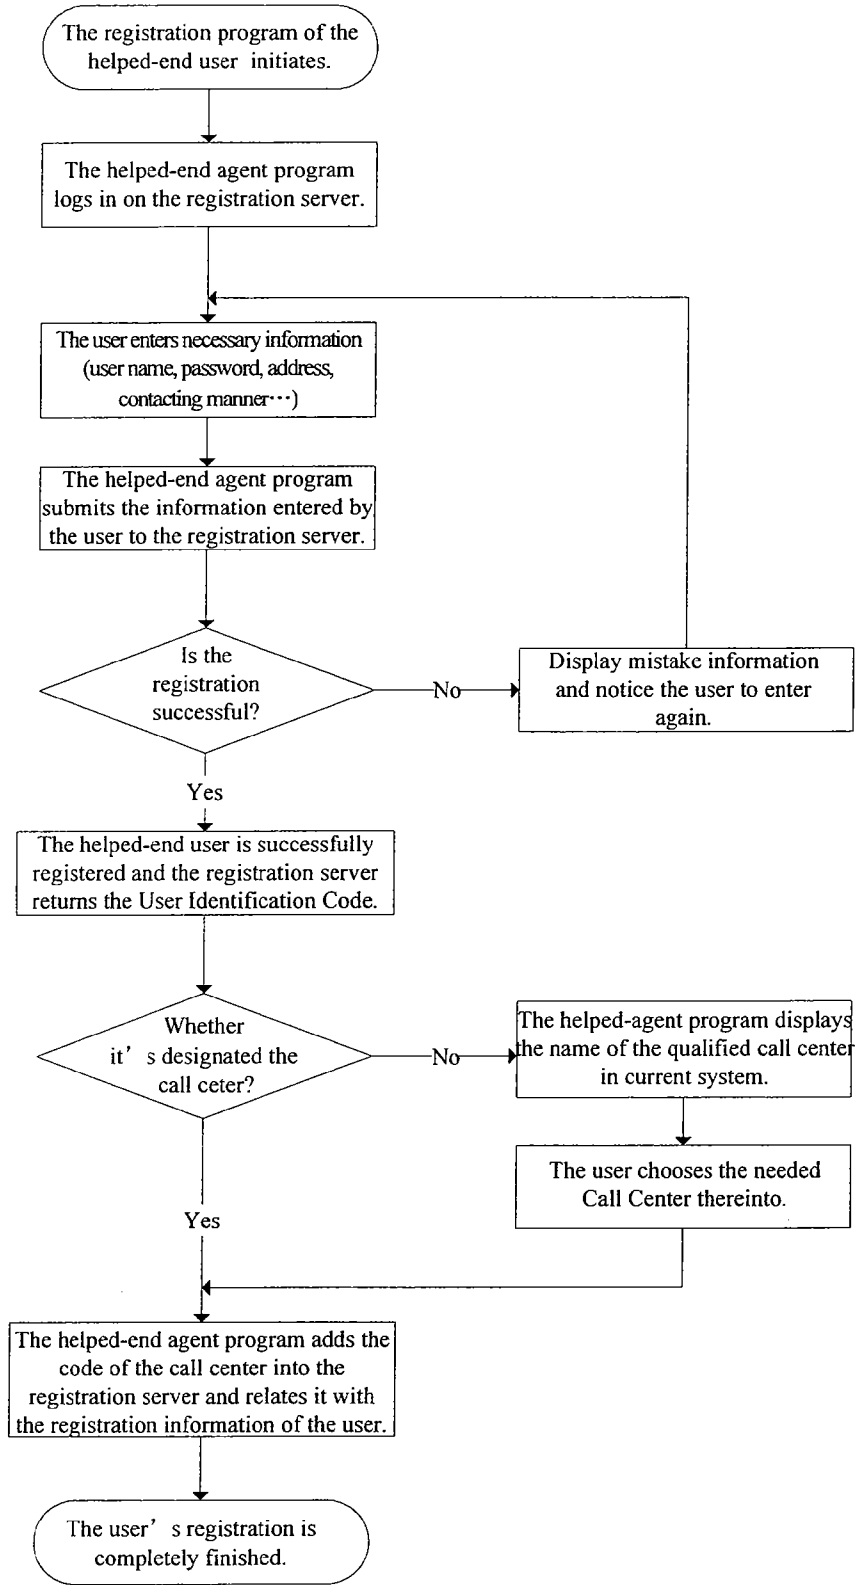 The registration program of the
helped-end user initiates.
The helped-end agent program
logs in on the registration server.
The user enters necessary information
(user name, password, address,
contacting manner···)
The helped-end agent program
submits the information entered by
the user to the registration server.
Is the
registration
successful?
No
Display mistake information
and notice the user to enter
again.
Yes
The helped-end user is successfully
registered and the registration server
returns the User Identification Code.
Whether
it's designated the
call ceter?
No
The helped-agent program displays
the name of the qualified call center
in current system.
The user chooses the needed
Call Center thereinto.
Yes
The helped-end agent program adds the
code of the call center into the
registration server and relates it with
the registration information of the user.
The user's registration is
completely finished.